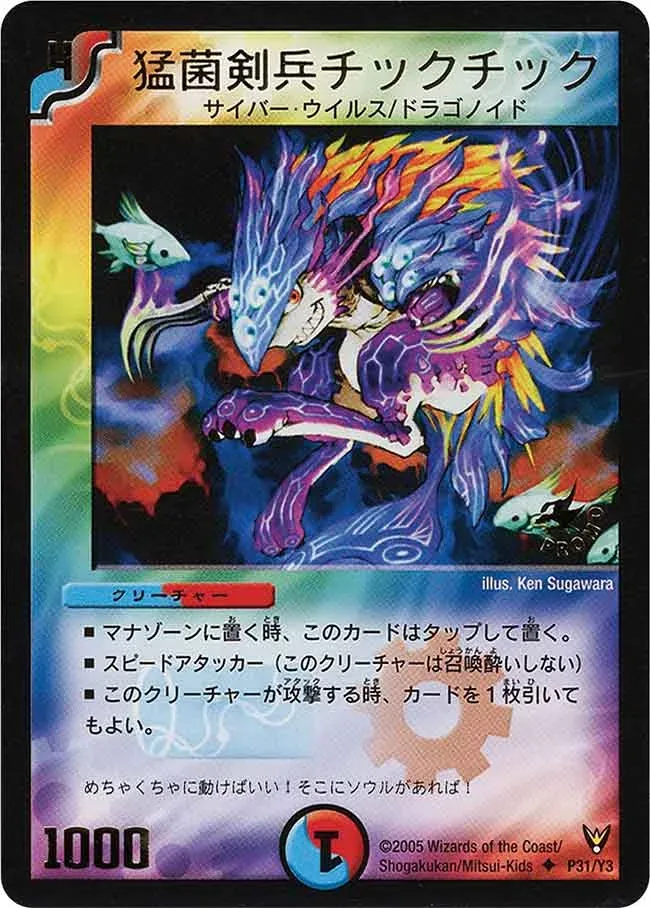 4
猛菌剣兵チックチック
サイバー・ウイルス/ドラゴノイド
PROMO
illus. Ken Sugawara
クリーチャー
■ マナゾーンに置く時、このカードはタップして置く。
■ スピードアタッカー（このクリーチャーは召喚酔いしない）
■ このクリーチャーが攻撃する時、カードを１枚引いて
もよい。
めちゃくちゃに動けばいい！そこにソウルがあれば！
1000
1
©2005 Wizards of the Coast/
Shogakukan/Mitsui-Kids ◆ P31/Y3